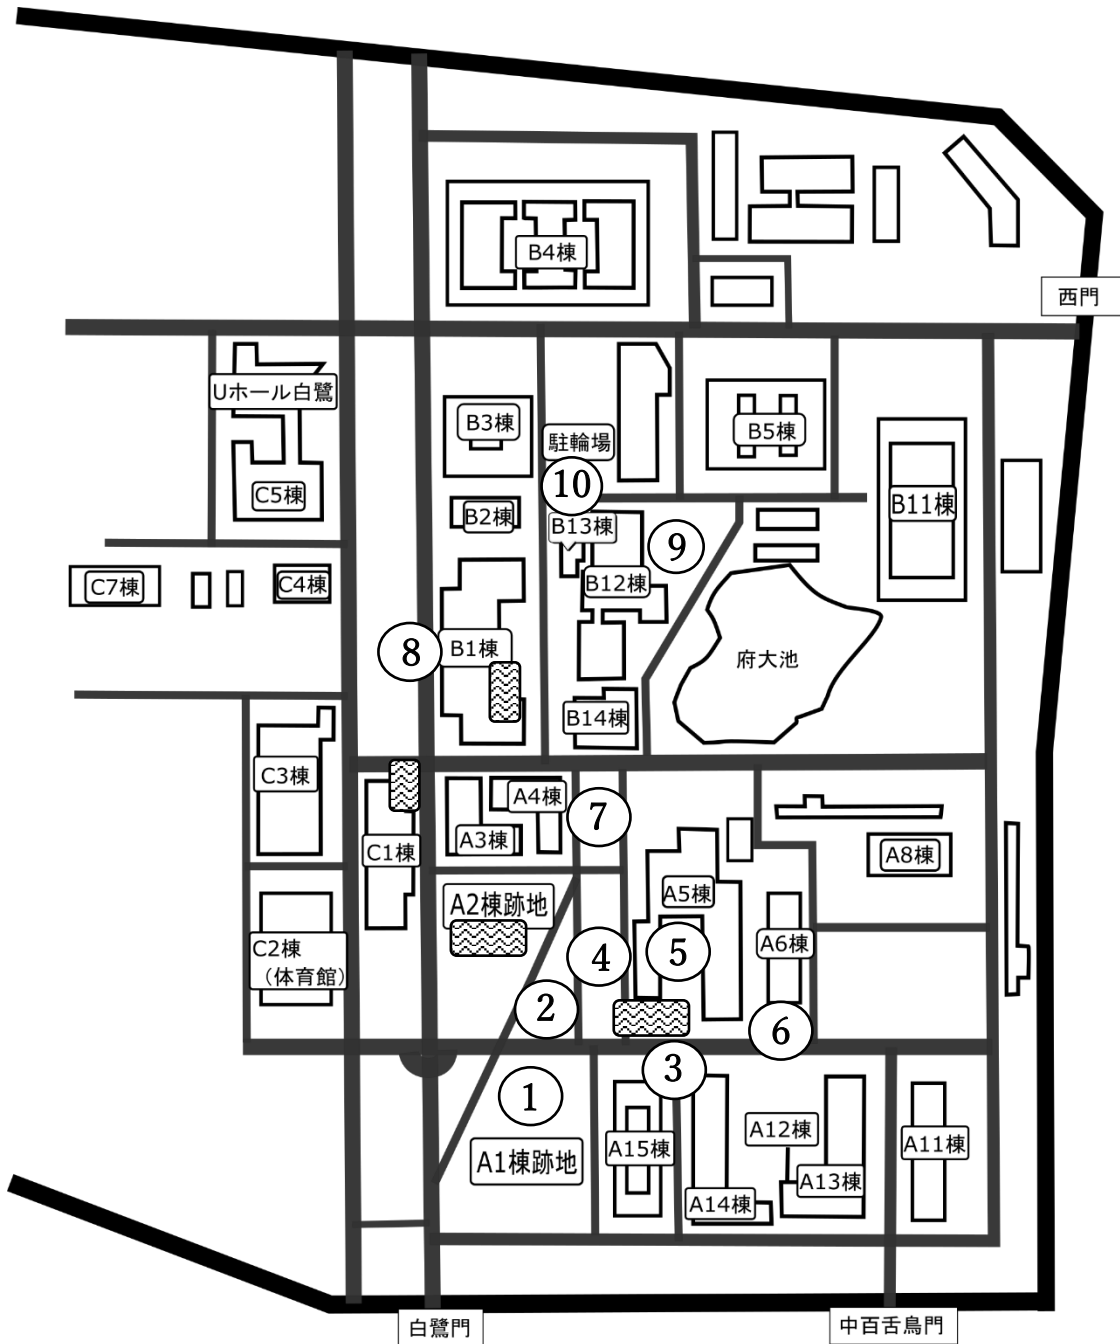 B4棟
西門
Uホール白鷺
B3棟
駐輪場
B5棟
10
C5棟
B2棟
B13棟
B11棟
9
C7棟
C4棟
B12棟
8
B1棟
府大池
B14棟
C3棟
A4棟
7
A3棟
C1棟
A8棟
A5棟
A2棟跡地
C2棟
（体育館）
4
5
A6棟
2
6
3
1
A12棟
A1棟跡地
A15棟
A11棟
A13棟
A14棟
白鷺門
中百舌鳥門